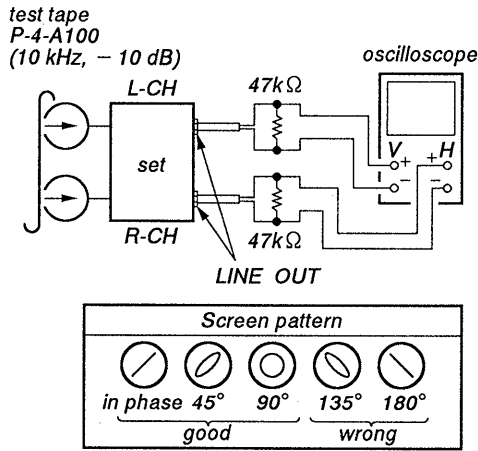 test tape
P-4-A100
(10 kHz, − 10 dB)
oscilloscope
L-CH
47kΩ
set
V
H
+
+
−
−
R-CH
47kΩ
LINE OUT
Screen pattern
in phase 45° 90° 135° 180°
good wrong